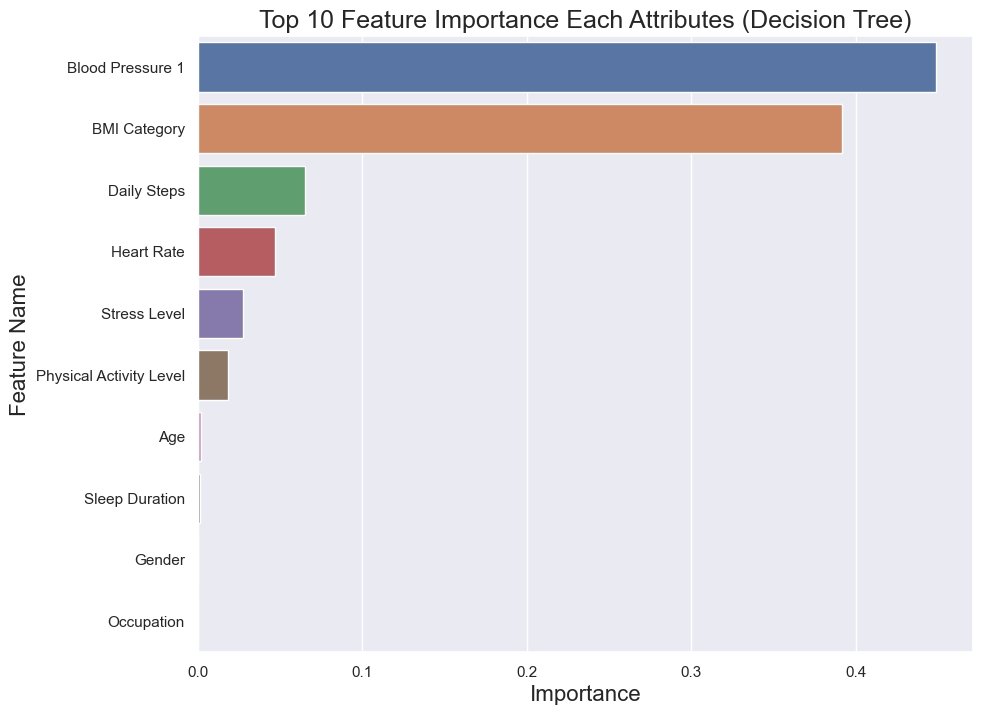 Top 10 Feature Importance Each Attributes (Decision Tree)
Feature Name
Blood Pressure 1
BMI Category
Daily Steps
Heart Rate
Stress Level
Physical Activity Level
Age
Sleep Duration
Gender
Occupation
0.0 0.1 0.2 0.3 0.4
Importance